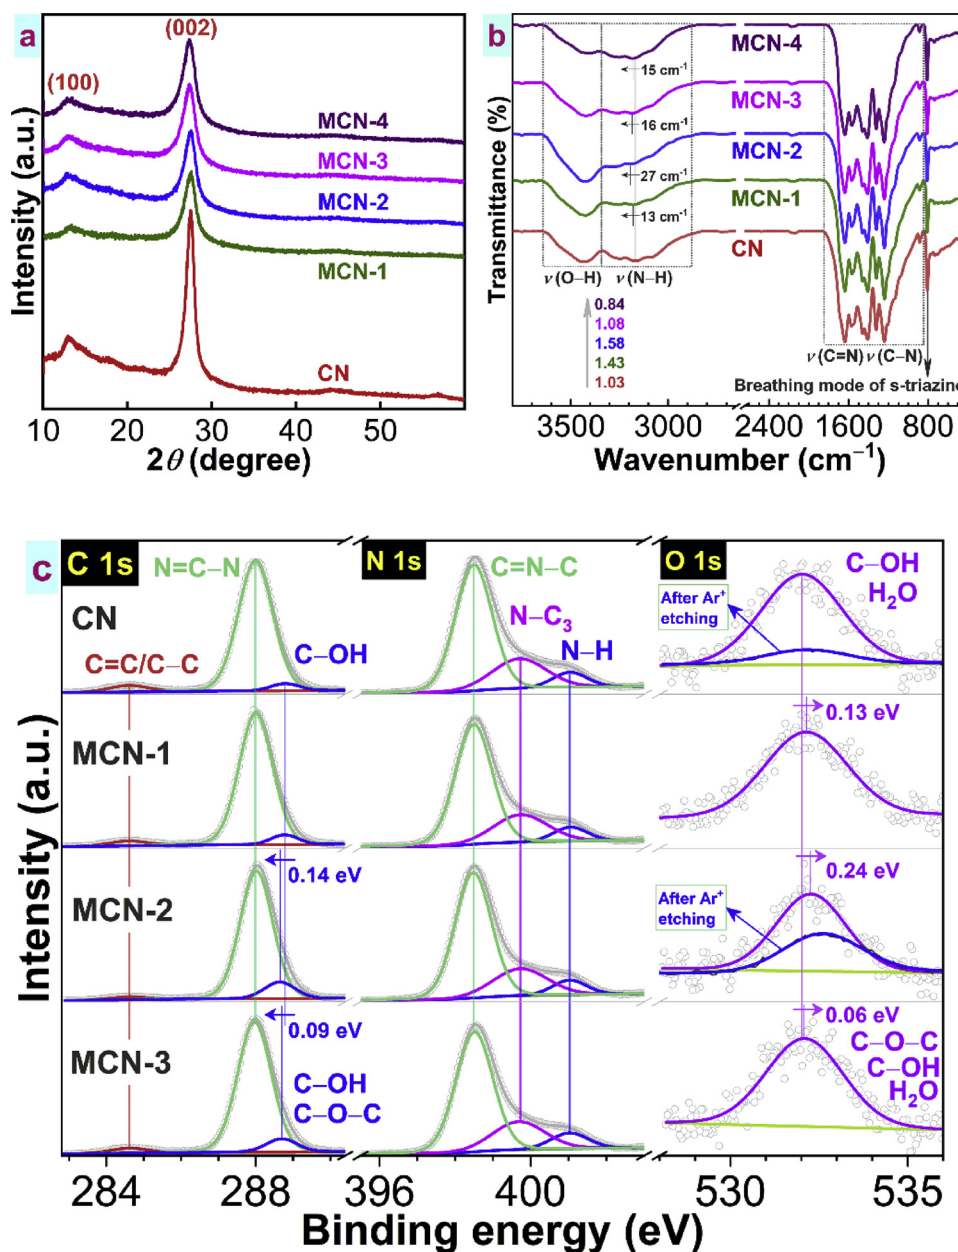 a
(002)
(100)
MCN-4
MCN-3
MCN-2
MCN-1
CN
Intensity (a.u.)
10 20 30 40 50
2θ (degree)
b
MCN-4
15 cm⁻¹
MCN-3
16 cm⁻¹
MCN-2
27 cm⁻¹
MCN-1
13 cm⁻¹
CN
ν(O–H) ν(N–H)
0.84
1.08
1.58
1.43
1.03
ν(C=N) ν(C–N)
Breathing mode of s-triazine
Transmittance (%)
3500 3000 2400 1600 800
Wavenumber (cm⁻¹)
c
C 1s
N=C–N
CN
C=C/C–C
C–OH
N 1s
C=N–C
N–C₃
N–H
O 1s
C–OH
H₂O
After Ar⁺
etching
MCN-1
0.13 eV
MCN-2
0.14 eV
0.24 eV
After Ar⁺
etching
MCN-3
0.09 eV
C–OH
C–O–C
0.06 eV
C–O–C
C–OH
H₂O
Intensity (a.u.)
284 288 396 400 530 535
Binding energy (eV)